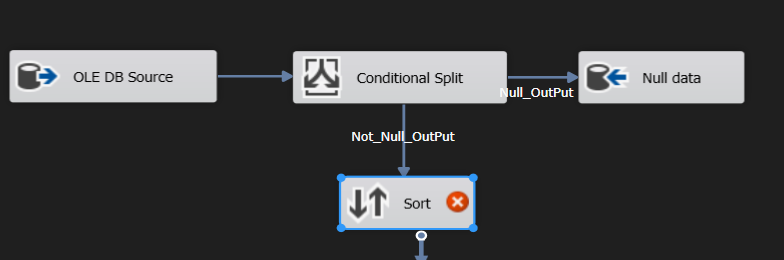 OLE DB Source
Conditional Split
Null_OutPut
Null data
Not_Null_OutPut
Sort